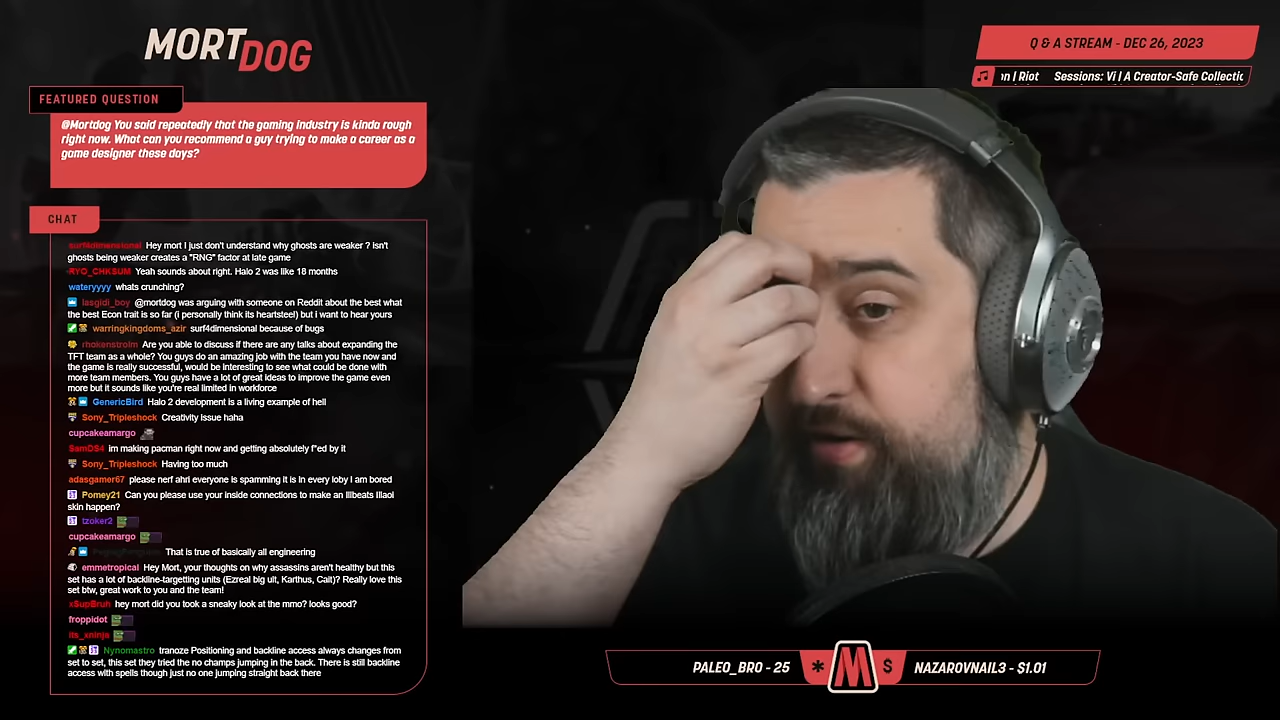 MORTDOG
Q & A STREAM - DEC 26, 2023
on | Riot Sessions: Vi | A Creator-Safe Collectic
FEATURED QUESTION
@Mortdog You said repeatedly that the gaming industry is kinda rough
right now. What can you recommend a guy trying to make a career as a
game designer these days?
CHAT
surf4dimensional Hey mort I just don't understand why ghosts are weaker ? Isn't
ghosts being weaker creates a "RNG" factor at late game
RYO_CHKSUM Yeah sounds about right. Halo 2 was like 18 months
wateryyyy whats crunching?
lasgidi_boy @mortdog was arguing with someone on Reddit about the best what
the best Econ trait is so far (i personally think its heartsteel) but i want to hear yours
warringkingdoms_azir surf4dimensional because of bugs
rhokenstrolm Are you able to discuss if there are any talks about expanding the
TFT team as a whole? You guys do an amazing job with the team you have now and
the game is really successful, would be interesting to see what could be done with
more team members. You guys have a lot of great ideas to improve the game even
more but it sounds like you're real limited in workforce
GenericBird Halo 2 development is a living example of hell
Sony_Tripleshock Creativity issue haha
cupcakeamargo
SamDS4 im making pacman right now and getting absolutely f*ed by it
Sony_Tripleshock Having too much
adasgamer67 please nerf ahri everyone is spamming it is in every loby I am bored
Pomey21 Can you please use your inside connections to make an Illbeats Illaoi
skin happen?
tzoker2
cupcakeamargo
That is true of basically all engineering
emmetropical Hey Mort, your thoughts on why assassins aren't healthy but this
set has a lot of backline-targetting units (Ezreal big ult, Karthus, Cait)? Really love this
set btw, great work to you and the team!
xSupBruh hey mort did you took a sneaky look at the mmo? looks good?
froppidot
its_xninja
Nynomastro tranoze Positioning and backline access always changes from
set to set, this set they tried the no champs jumping in the back. There is still backline
access with spells though just no one jumping straight back there
PALEO_BRO - 25 * M $ NAZAROVNAIL3 - $1.01